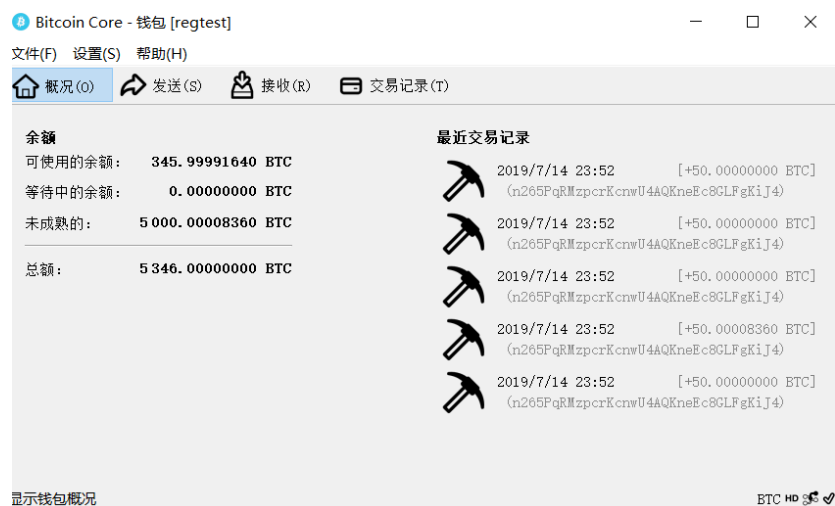 Bitcoin Core - 钱包 [regtest]
文件(F) 设置(S) 帮助(H)
概况(O) 发送(S) 接收(R) 交易记录(T)
余额
可使用的余额: 345.99991640 BTC
等待中的余额: 0.00000000 BTC
未成熟的: 5 000.00008360 BTC
总额: 5 346.00000000 BTC
最近交易记录
2019/7/14 23:52 [+50.00000000 BTC]
(n265PqRMzpcrKcnwU4AQKneEc8GLFgKiJ4)
2019/7/14 23:52 [+50.00000000 BTC]
(n265PqRMzpcrKcnwU4AQKneEc8GLFgKiJ4)
2019/7/14 23:52 [+50.00000000 BTC]
(n265PqRMzpcrKcnwU4AQKneEc8GLFgKiJ4)
2019/7/14 23:52 [+50.00008360 BTC]
(n265PqRMzpcrKcnwU4AQKneEc8GLFgKiJ4)
2019/7/14 23:52 [+50.00000000 BTC]
(n265PqRMzpcrKcnwU4AQKneEc8GLFgKiJ4)
显示钱包概况 BTC HD